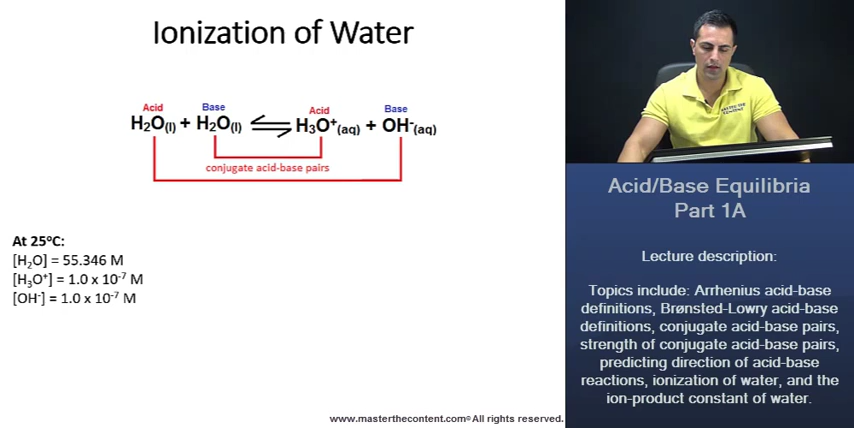 Ionization of Water
Acid Base Acid Base
H₂O(l) + H₂O(l) ⇌ H₃O⁺(aq) + OH⁻(aq)
conjugate acid-base pairs
At 25°C:
[H₂O] = 55.346 M
[H₃O⁺] = 1.0 x 10⁻⁷ M
[OH⁻] = 1.0 x 10⁻⁷ M
www.masterthecontent.com© All rights reserved.
MASTER THE
CONTENT
Acid/Base Equilibria
Part 1A
Lecture description:
Topics include: Arrhenius acid-base
definitions, Brønsted-Lowry acid-base
definitions, conjugate acid-base pairs,
strength of conjugate acid-base pairs,
predicting direction of acid-base
reactions, ionization of water, and the
ion-product constant of water.